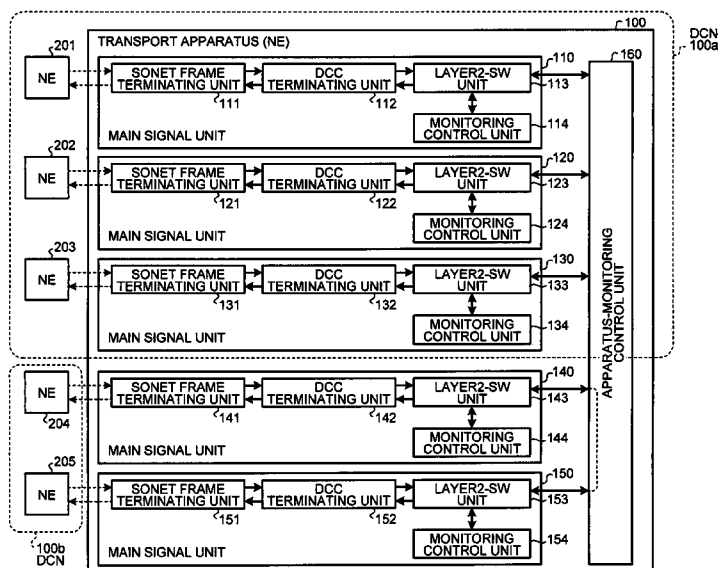 100
TRANSPORT APPARATUS (NE)
DCN
100a
201
NE
SONET FRAME
TERMINATING UNIT
111
DCC
TERMINATING UNIT
112
LAYER2-SW
UNIT
110
113
MONITORING
CONTROL UNIT
114
MAIN SIGNAL UNIT
160
APPARATUS-MONITORING
CONTROL UNIT
202
NE
SONET FRAME
TERMINATING UNIT
121
DCC
TERMINATING UNIT
122
LAYER2-SW
UNIT
120
123
MONITORING
CONTROL UNIT
124
MAIN SIGNAL UNIT
203
NE
SONET FRAME
TERMINATING UNIT
131
DCC
TERMINATING UNIT
132
LAYER2-SW
UNIT
130
133
MONITORING
CONTROL UNIT
134
MAIN SIGNAL UNIT
NE
204
SONET FRAME
TERMINATING UNIT
141
DCC
TERMINATING UNIT
142
LAYER2-SW
UNIT
140
143
MONITORING
CONTROL UNIT
144
MAIN SIGNAL UNIT
205
NE
SONET FRAME
TERMINATING UNIT
151
DCC
TERMINATING UNIT
152
LAYER2-SW
UNIT
150
153
MONITORING
CONTROL UNIT
154
MAIN SIGNAL UNIT
100b
DCN